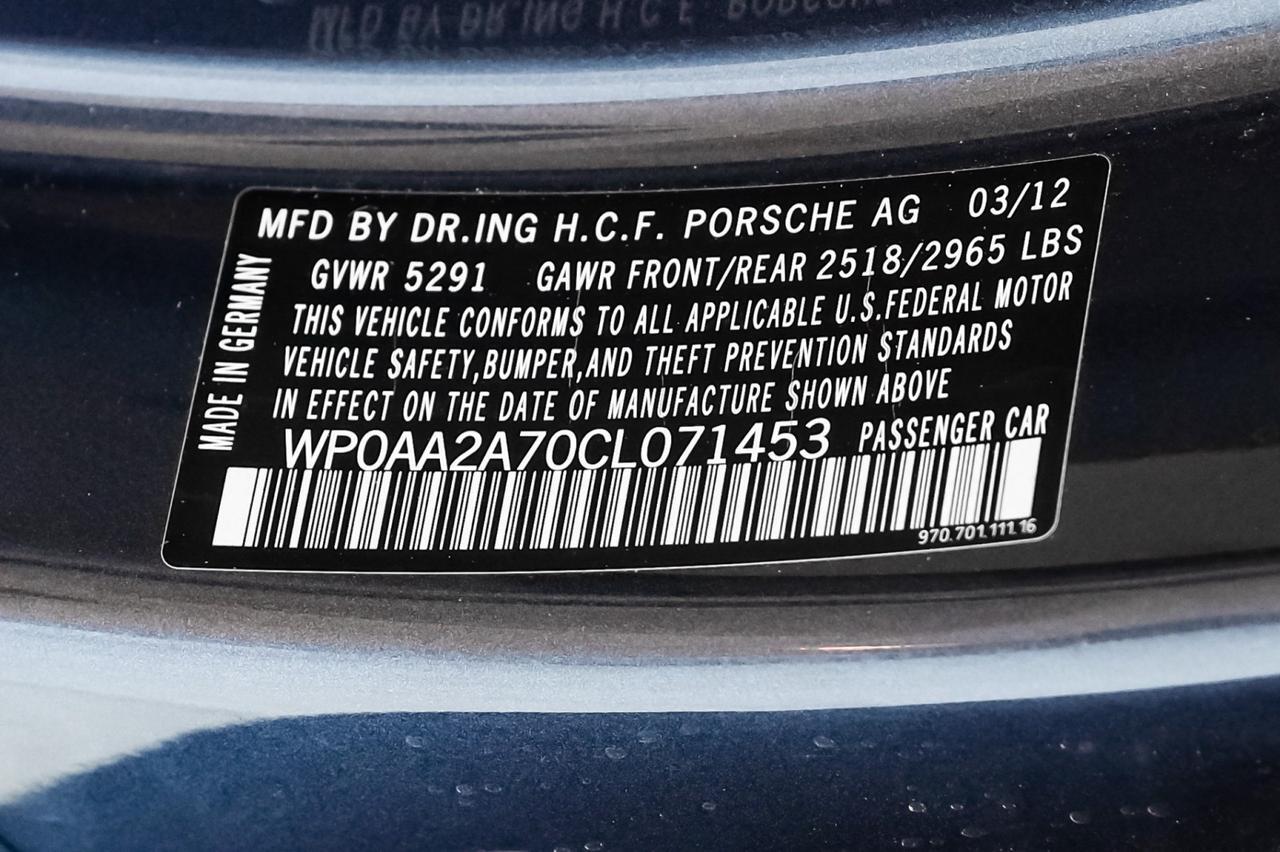 MFD BY DR.ING H.C.F. PORSCHE AG 03/12
GVWR 5291 GAWR FRONT/REAR 2518/2965 LBS
THIS VEHICLE CONFORMS TO ALL APPLICABLE U.S.FEDERAL MOTOR
VEHICLE SAFETY,BUMPER,AND THEFT PREVENTION STANDARDS
IN EFFECT ON THE DATE OF MANUFACTURE SHOWN ABOVE
WP0AA2A70CL071453 PASSENGER CAR
970.701.111.16
MADE IN GERMANY